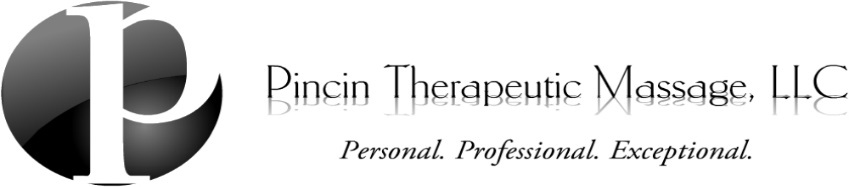 p
Pincin Therapeutic Massage, LLC
Personal. Professional. Exceptional.